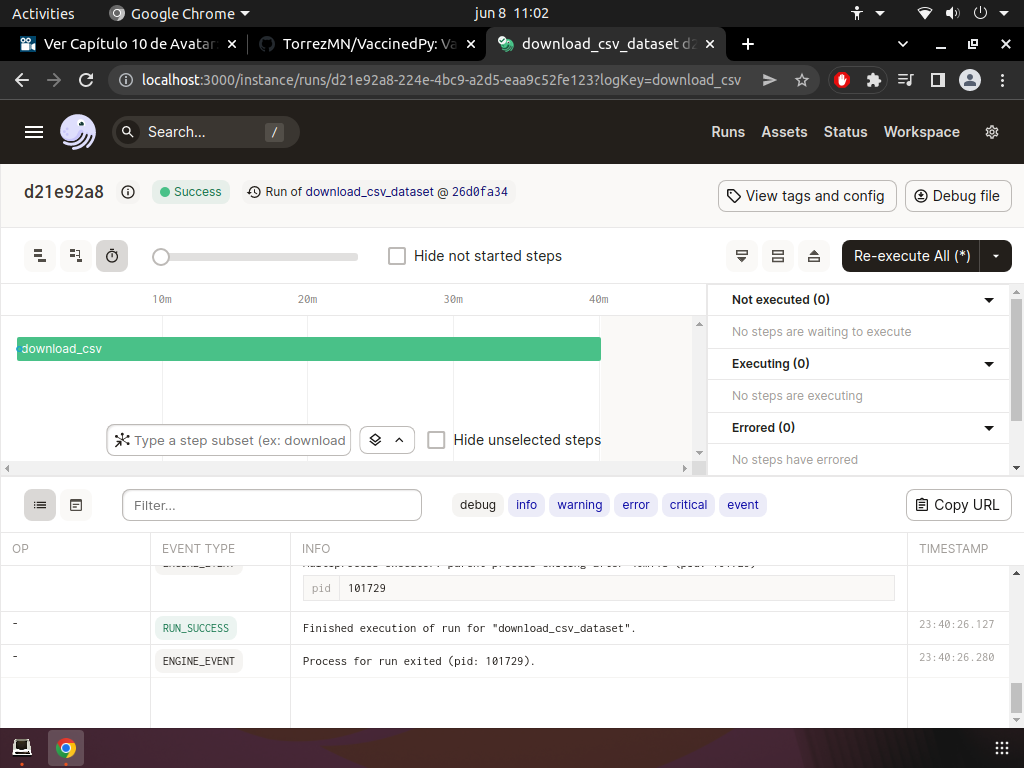 Activities
Google Chrome
jun 8 11:02
Ver Capítulo 10 de Avatar:
TorrezMN/VaccinedPy: Va
download_csv_dataset d2
localhost:3000/instance/runs/d21e92a8-224e-4bc9-a2d5-eaa9c52fe123?logKey=download_csv
Search...
/
Runs
Assets
Status
Workspace
d21e92a8
Success
Run of download_csv_dataset @ 26d0fa34
View tags and config
Debug file
Hide not started steps
Re-execute All (*)
10m
20m
30m
40m
download_csv
Type a step subset (ex: download
Hide unselected steps
Not executed (0)
No steps are waiting to execute
Executing (0)
No steps are executing
Errored (0)
No steps have errored
Filter...
debug
info
warning
error
critical
event
Copy URL
OP
EVENT TYPE
INFO
TIMESTAMP
pid
101729
-
RUN_SUCCESS
Finished execution of run for "download_csv_dataset".
23:40:26.127
-
ENGINE_EVENT
Process for run exited (pid: 101729).
23:40:26.280